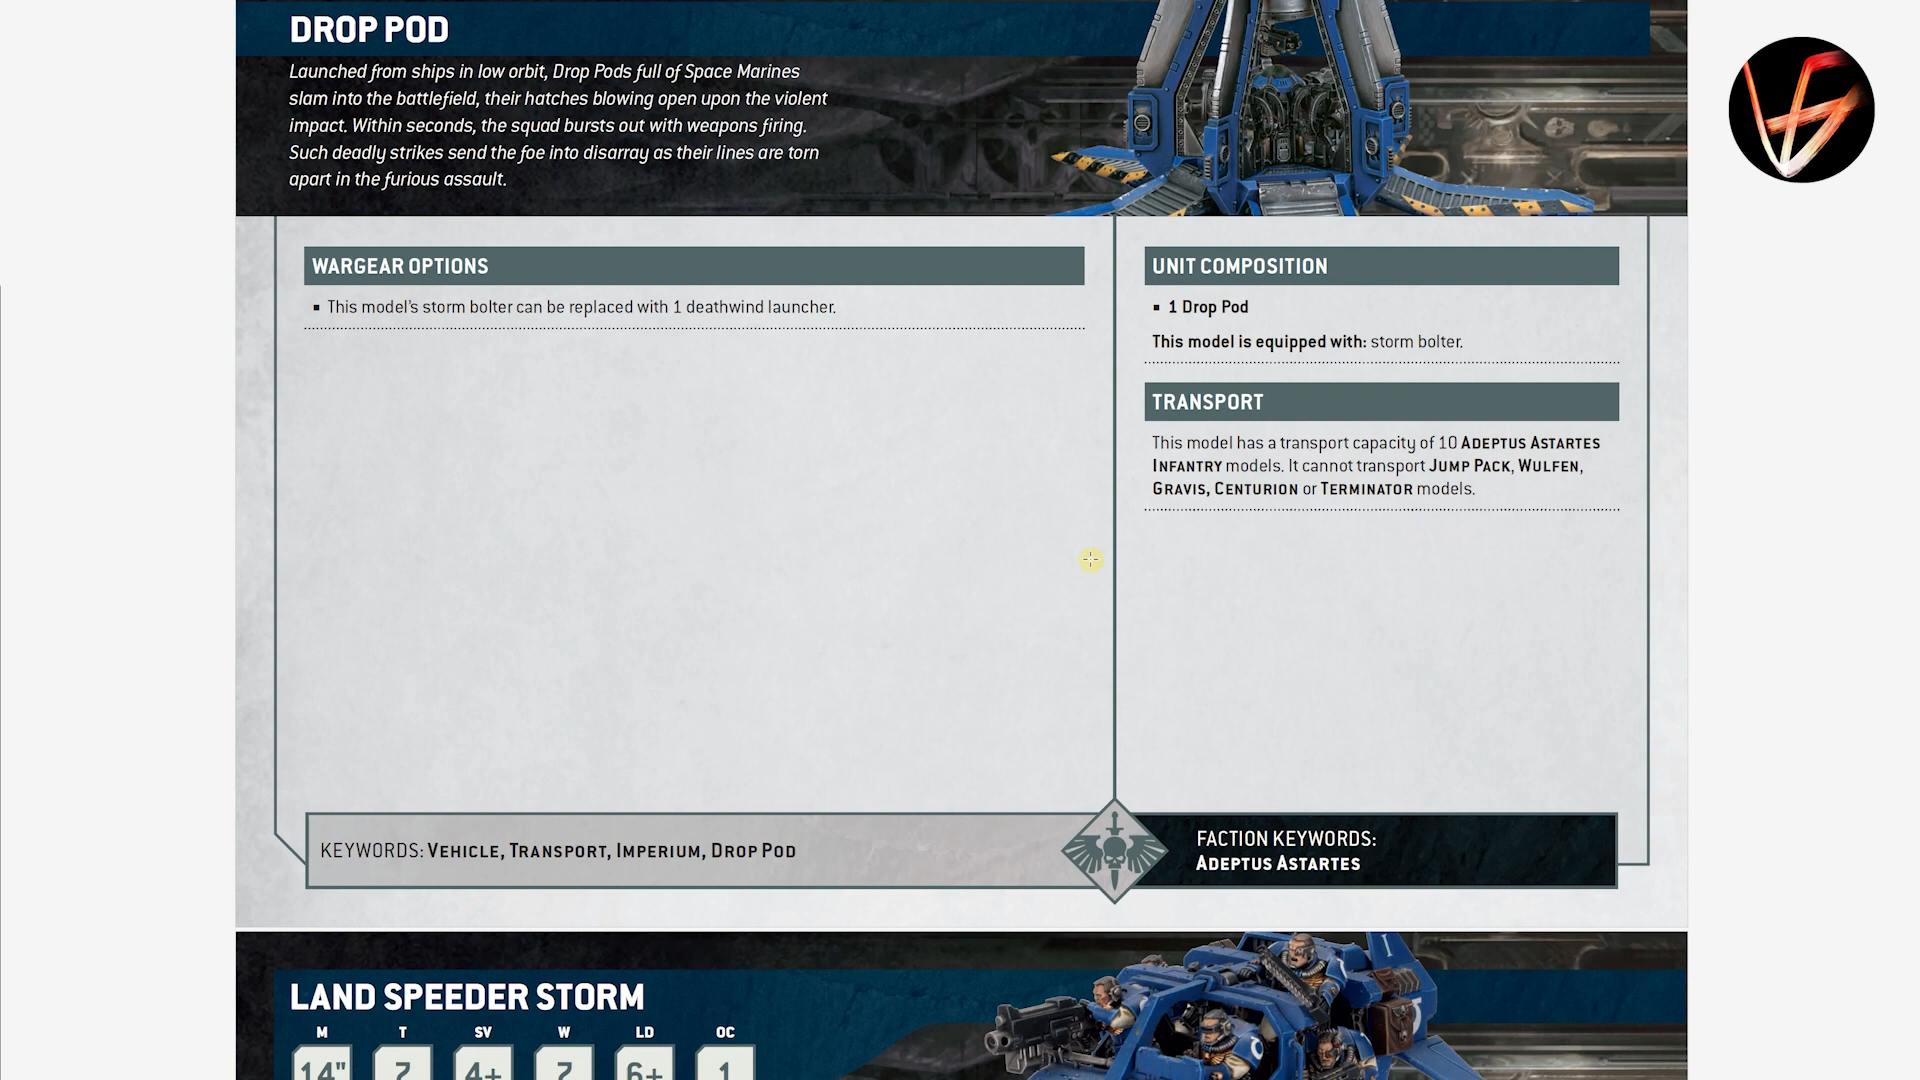 DROP POD
Launched from ships in low orbit, Drop Pods full of Space Marines
slam into the battlefield, their hatches blowing open upon the violent
impact. Within seconds, the squad bursts out with weapons firing.
Such deadly strikes send the foe into disarray as their lines are torn
apart in the furious assault.
WARGEAR OPTIONS
▪ This model's storm bolter can be replaced with 1 deathwind launcher.
UNIT COMPOSITION
▪ 1 Drop Pod
This model is equipped with: storm bolter.
TRANSPORT
This model has a transport capacity of 10 ADEPTUS ASTARTES
INFANTRY models. It cannot transport JUMP PACK, WULFEN,
GRAVIS, CENTURION or TERMINATOR models.
KEYWORDS: VEHICLE, TRANSPORT, IMPERIUM, DROP POD
FACTION KEYWORDS:
ADEPTUS ASTARTES
LAND SPEEDER STORM
M T SV W LD OC
14" 7 4+ 7 6+ 1